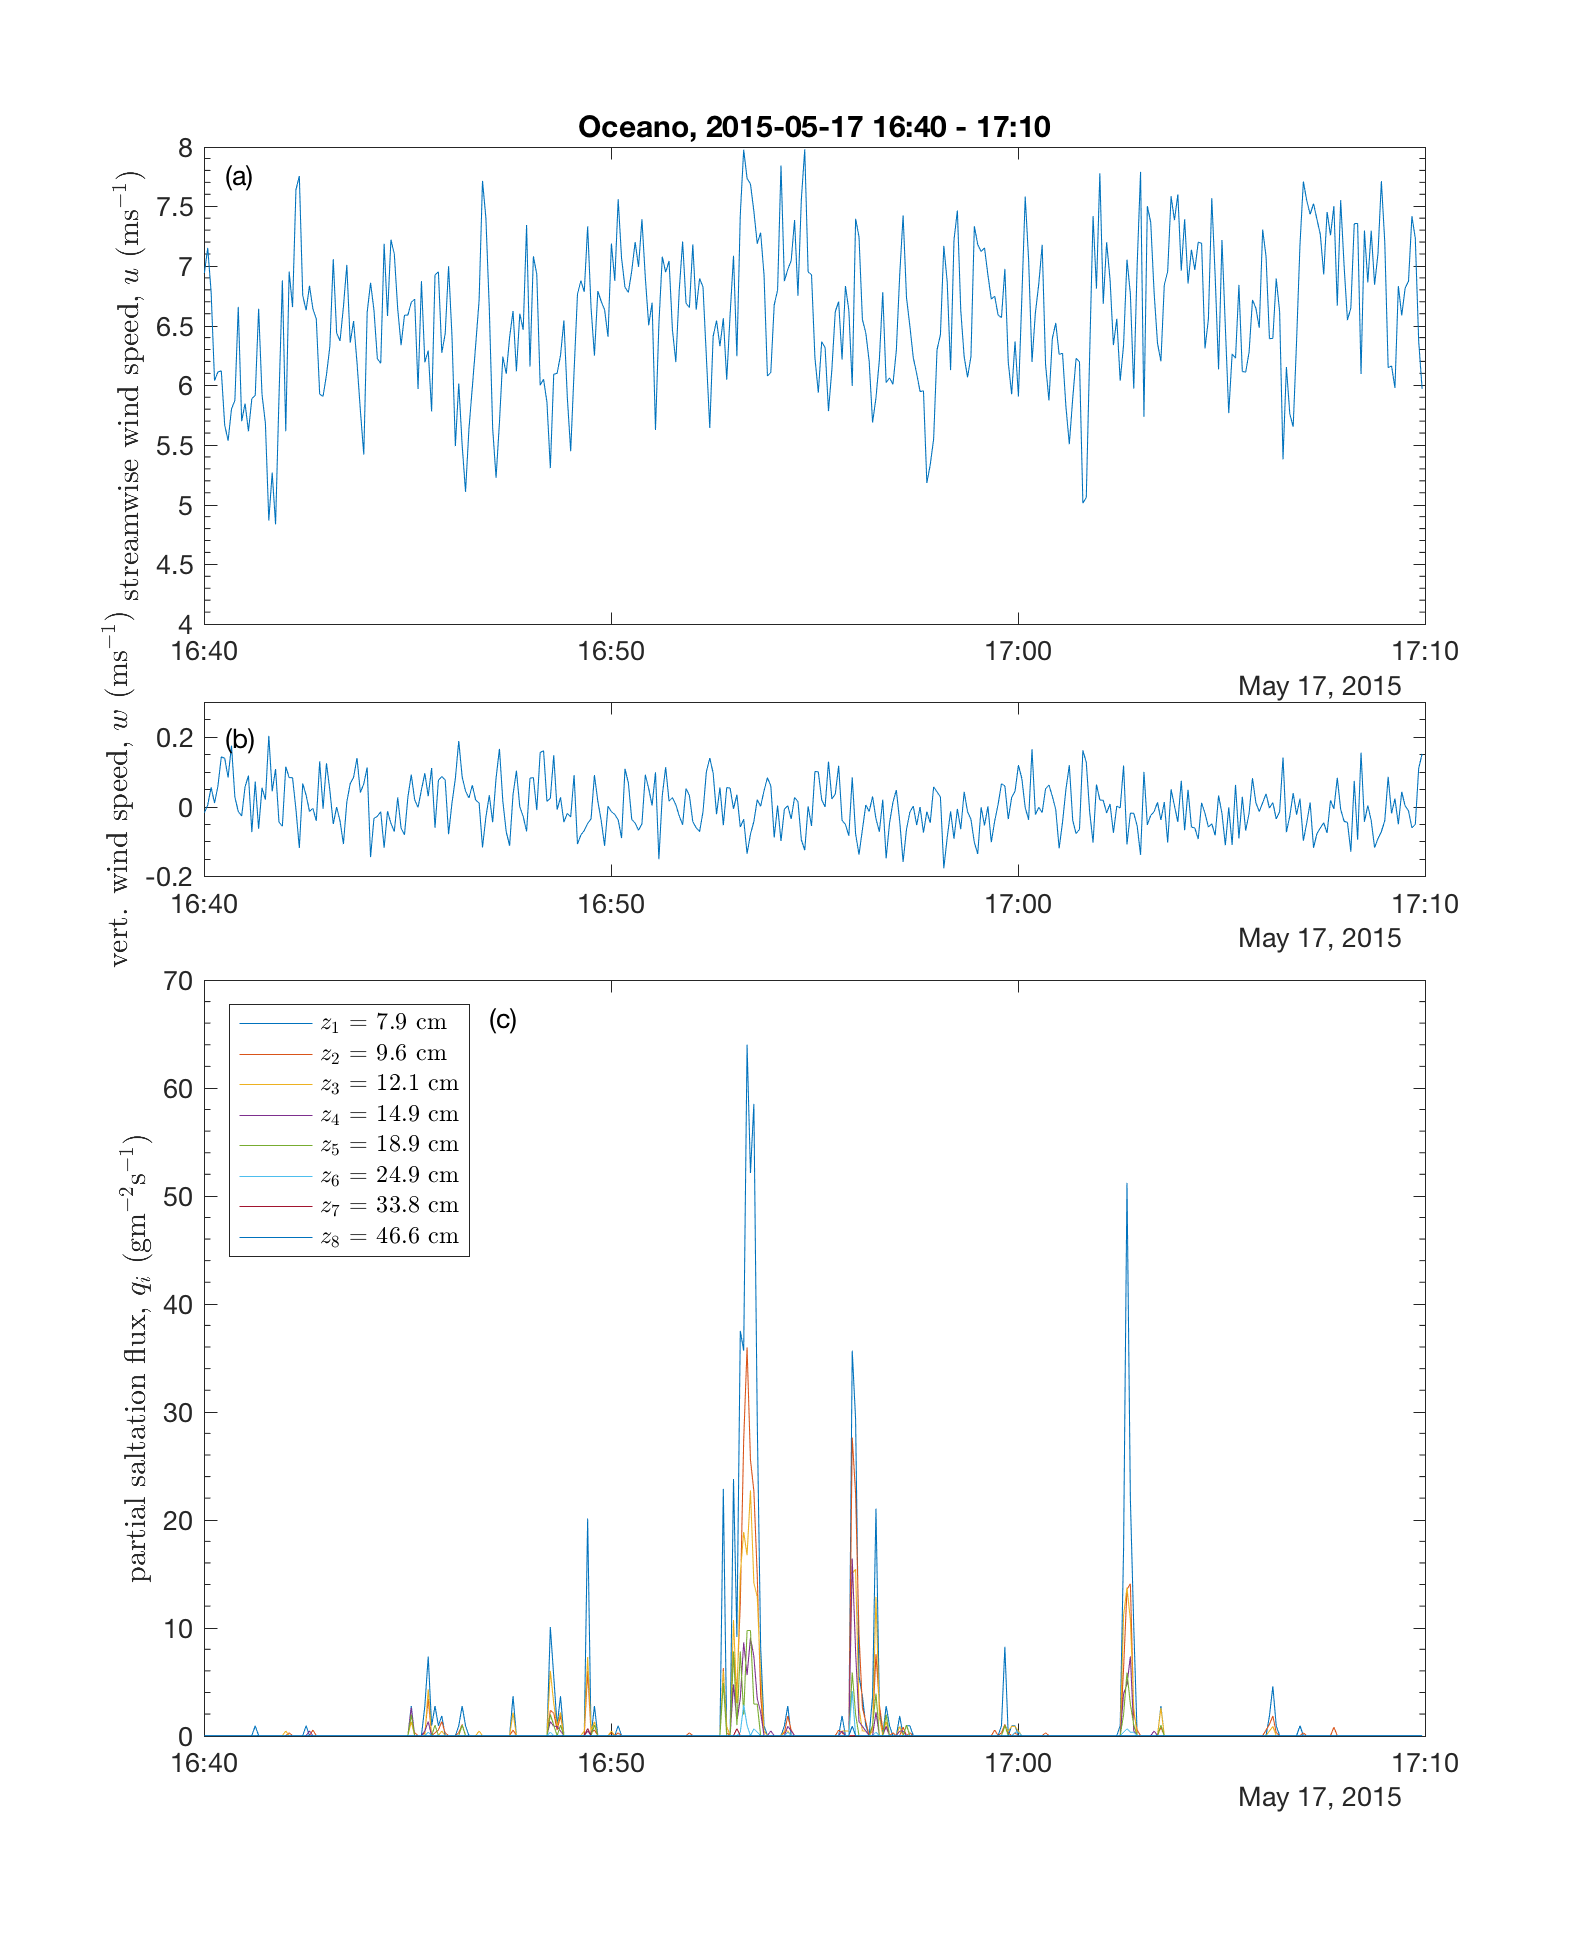 Oceano, 2015-05-17 16:40 - 17:10
(a)
streamwise wind speed, u (ms⁻¹)
8
7.5
7
6.5
6
5.5
5
4.5
4
16:40 16:50 17:00 17:10
May 17, 2015
(b)
vert. wind speed, w (ms⁻¹)
0.2
0
-0.2
16:40 16:50 17:00 17:10
May 17, 2015
(c)
partial saltation flux, qᵢ (gm⁻²s⁻¹)
70
60
50
40
30
20
10
0
z₁ = 7.9 cm
z₂ = 9.6 cm
z₃ = 12.1 cm
z₄ = 14.9 cm
z₅ = 18.9 cm
z₆ = 24.9 cm
z₇ = 33.8 cm
z₈ = 46.6 cm
16:40 16:50 17:00 17:10
May 17, 2015